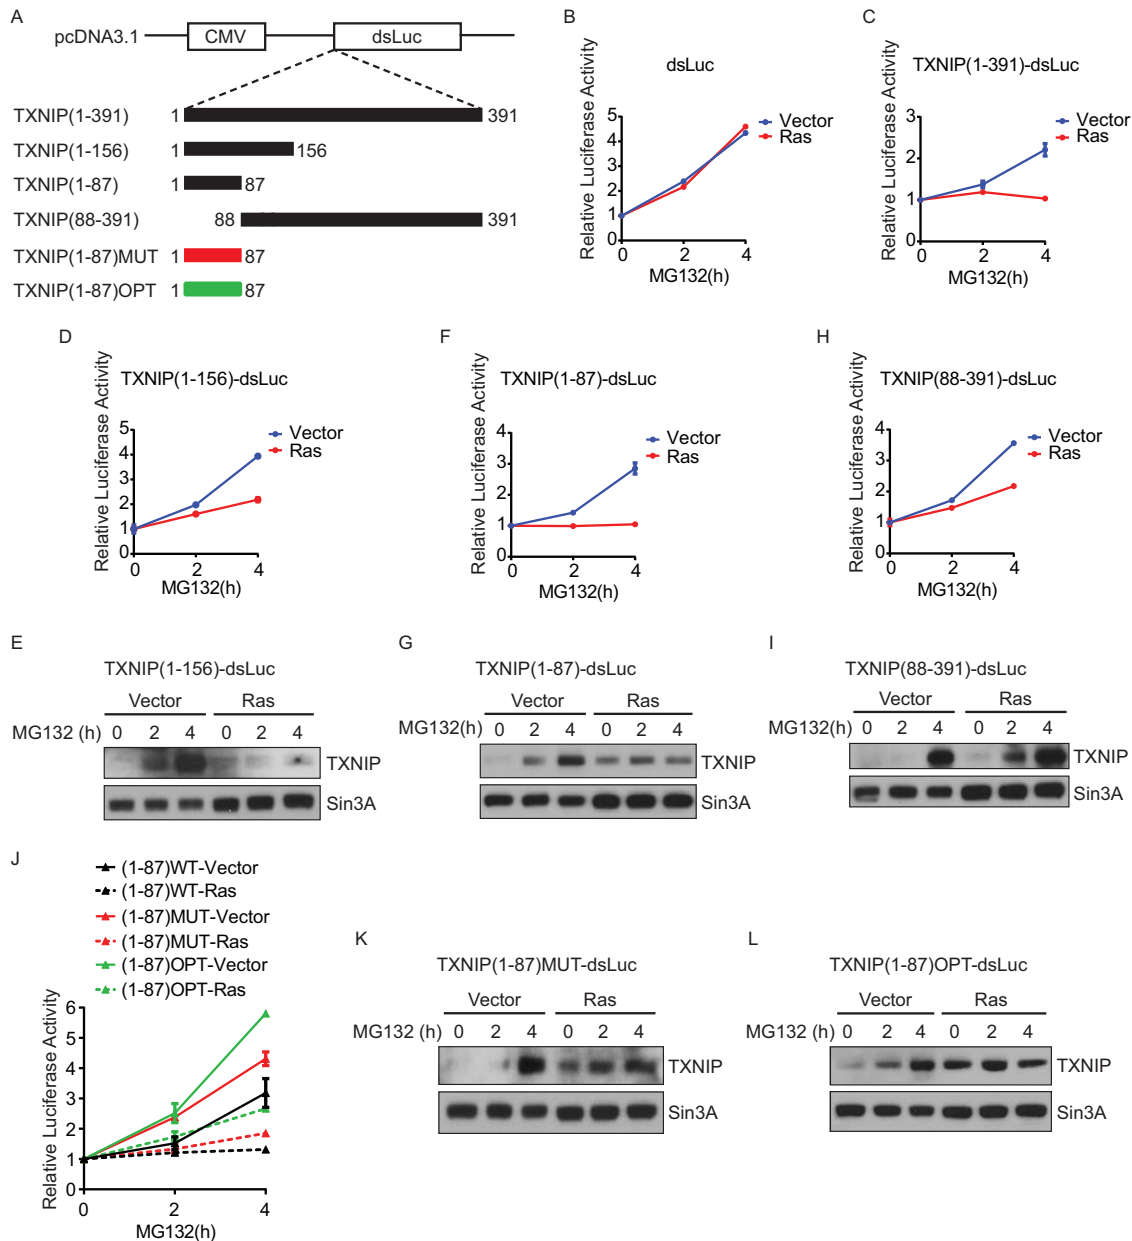 A
pcDNA3.1 CMV dsLuc
TXNIP(1-391) 1 391
TXNIP(1-156) 1 156
TXNIP(1-87) 1 87
TXNIP(88-391) 88 391
TXNIP(1-87)MUT 1 87
TXNIP(1-87)OPT 1 87
B
dsLuc
Relative Luciferase Activity
5
4
3
2
1
0
0 2 4
MG132(h)
Vector
Ras
C
TXNIP(1-391)-dsLuc
Relative Luciferase Activity
3
2
1
0
0 2 4
MG132(h)
Vector
Ras
D
TXNIP(1-156)-dsLuc
Relative Luciferase Activity
5
4
3
2
1
0
0 2 4
MG132(h)
Vector
Ras
F
TXNIP(1-87)-dsLuc
Relative Luciferase Activity
4
3
2
1
0
0 2 4
MG132(h)
Vector
Ras
H
TXNIP(88-391)-dsLuc
Relative Luciferase Activity
4
3
2
1
0
0 2 4
MG132(h)
Vector
Ras
E
TXNIP(1-156)-dsLuc
Vector Ras
MG132 (h) 0 2 4 0 2 4
TXNIP
Sin3A
G
TXNIP(1-87)-dsLuc
Vector Ras
MG132(h) 0 2 4 0 2 4
TXNIP
Sin3A
I
TXNIP(88-391)-dsLuc
Vector Ras
MG132 (h) 0 2 4 0 2 4
TXNIP
Sin3A
J
(1-87)WT-Vector
(1-87)WT-Ras
(1-87)MUT-Vector
(1-87)MUT-Ras
(1-87)OPT-Vector
(1-87)OPT-Ras
Relative Luciferase Activity
6
5
4
3
2
1
0
0 2 4
MG132(h)
K
TXNIP(1-87)MUT-dsLuc
Vector Ras
MG132 (h) 0 2 4 0 2 4
TXNIP
Sin3A
L
TXNIP(1-87)OPT-dsLuc
Vector Ras
MG132 (h) 0 2 4 0 2 4
TXNIP
Sin3A